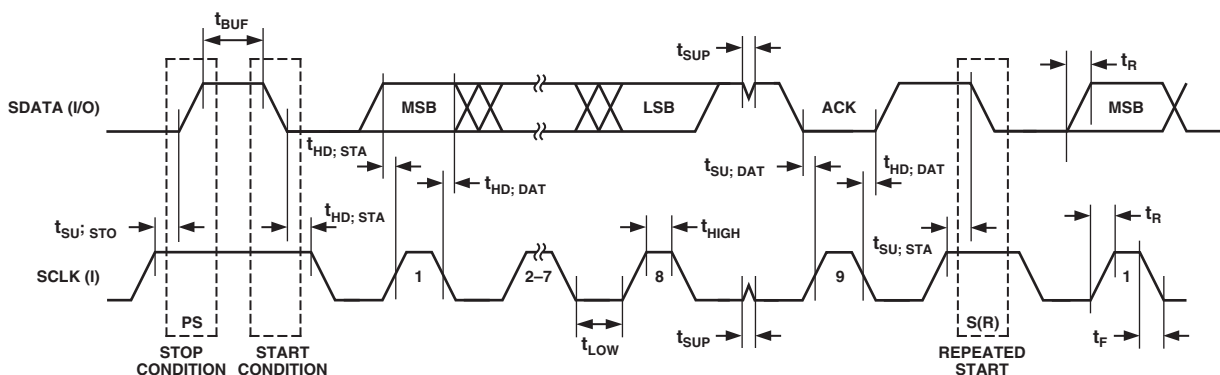 tBUF
tSUP
tR
SDATA (I/O)
MSB
LSB
ACK
MSB
tHD; STA
tHD; DAT
tSU; DAT
tHD; DAT
tSU; STO
tHD; STA
tHIGH
tSU; STA
tR
SCLK (I)
1
2–7
8
9
1
PS
S(R)
tLOW
tSUP
tF
STOP
CONDITION
START
CONDITION
REPEATED
START